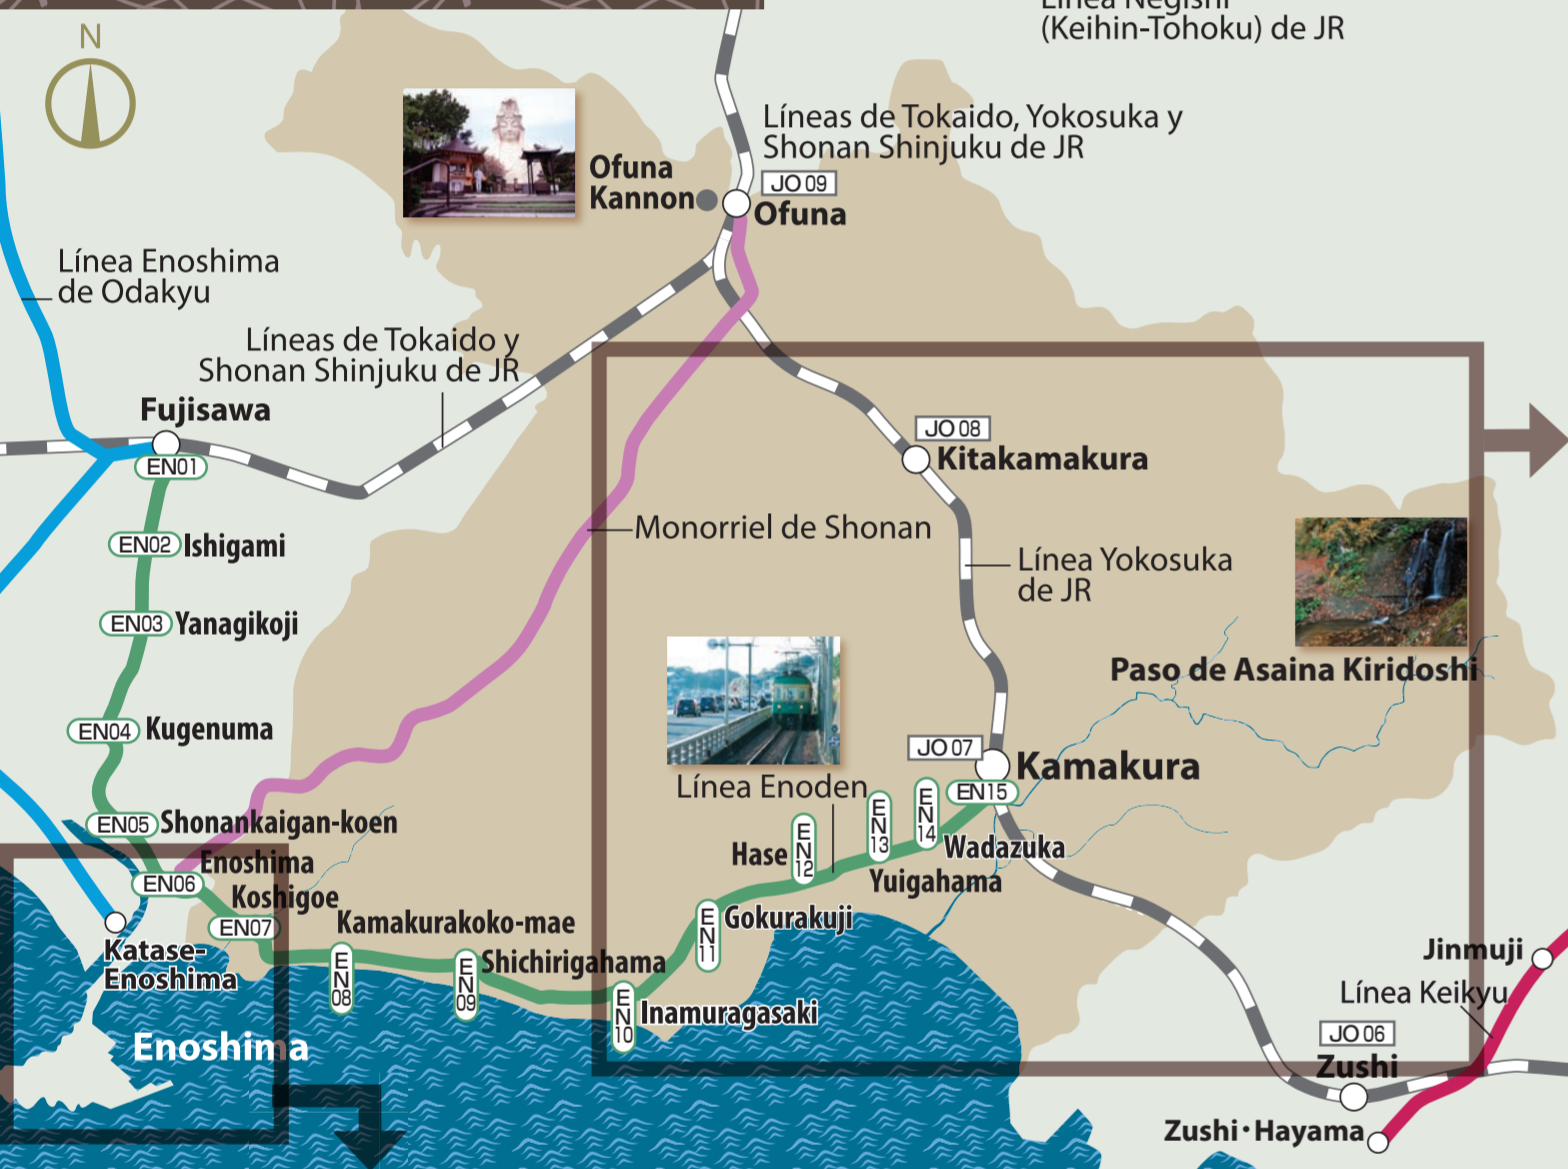 Línea Negishi
(Keihin-Tohoku) de JR
N
Líneas de Tokaido, Yokosuka y
Shonan Shinjuku de JR
Ofuna
Kannon
JO 09
Ofuna
Línea Enoshima
de Odakyu
Líneas de Tokaido y
Shonan Shinjuku de JR
Fujisawa
EN01
JO 08
Kitakamakura
EN02 Ishigami
Monorriel de Shonan
Línea Yokosuka
de JR
EN03 Yanagikoji
Paso de Asaina Kiridoshi
EN04 Kugenuma
JO 07
Kamakura
Línea Enoden
EN15
EN14
Wadazuka
EN13
Yuigahama
Hase
EN12
EN05 Shonankaigan-koen
Enoshima
EN06
Koshigoe
EN07
Kamakurakoko-mae
EN08
Shichirigahama
EN09
Gokurakuji
EN11
Inamuragasaki
EN10
Katase-
Enoshima
Enoshima
Jinmuji
Línea Keikyu
JO 06
Zushi
Zushi・Hayama